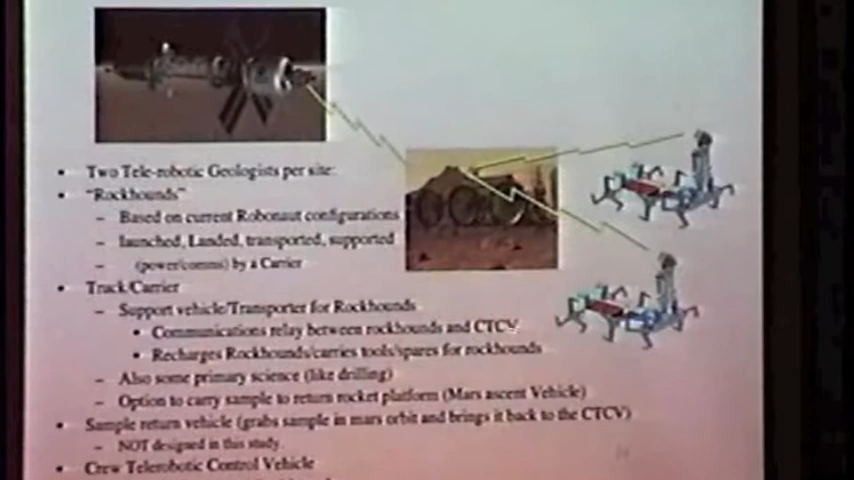 Two Tele-robotic Geologists per site:
"Rockhounds"
Based on current Robonaut configurations
launched, Landed, transported, supported
(power/comms) by a Carrier
Truck Carrier
Support vehicle/Transporter for Rockhounds
Communications relay between rockhounds and CTCV
Recharges Rockhounds/carries tools/spares for rockhounds
Also some primary science (like drilling)
Option to carry sample to return rocket platform (Mars ascent Vehicle)
Sample return vehicle (grabs sample in mars orbit and brings it back to the CTCV)
NOT designed in this study
Crew Telerobotic Control Vehicle